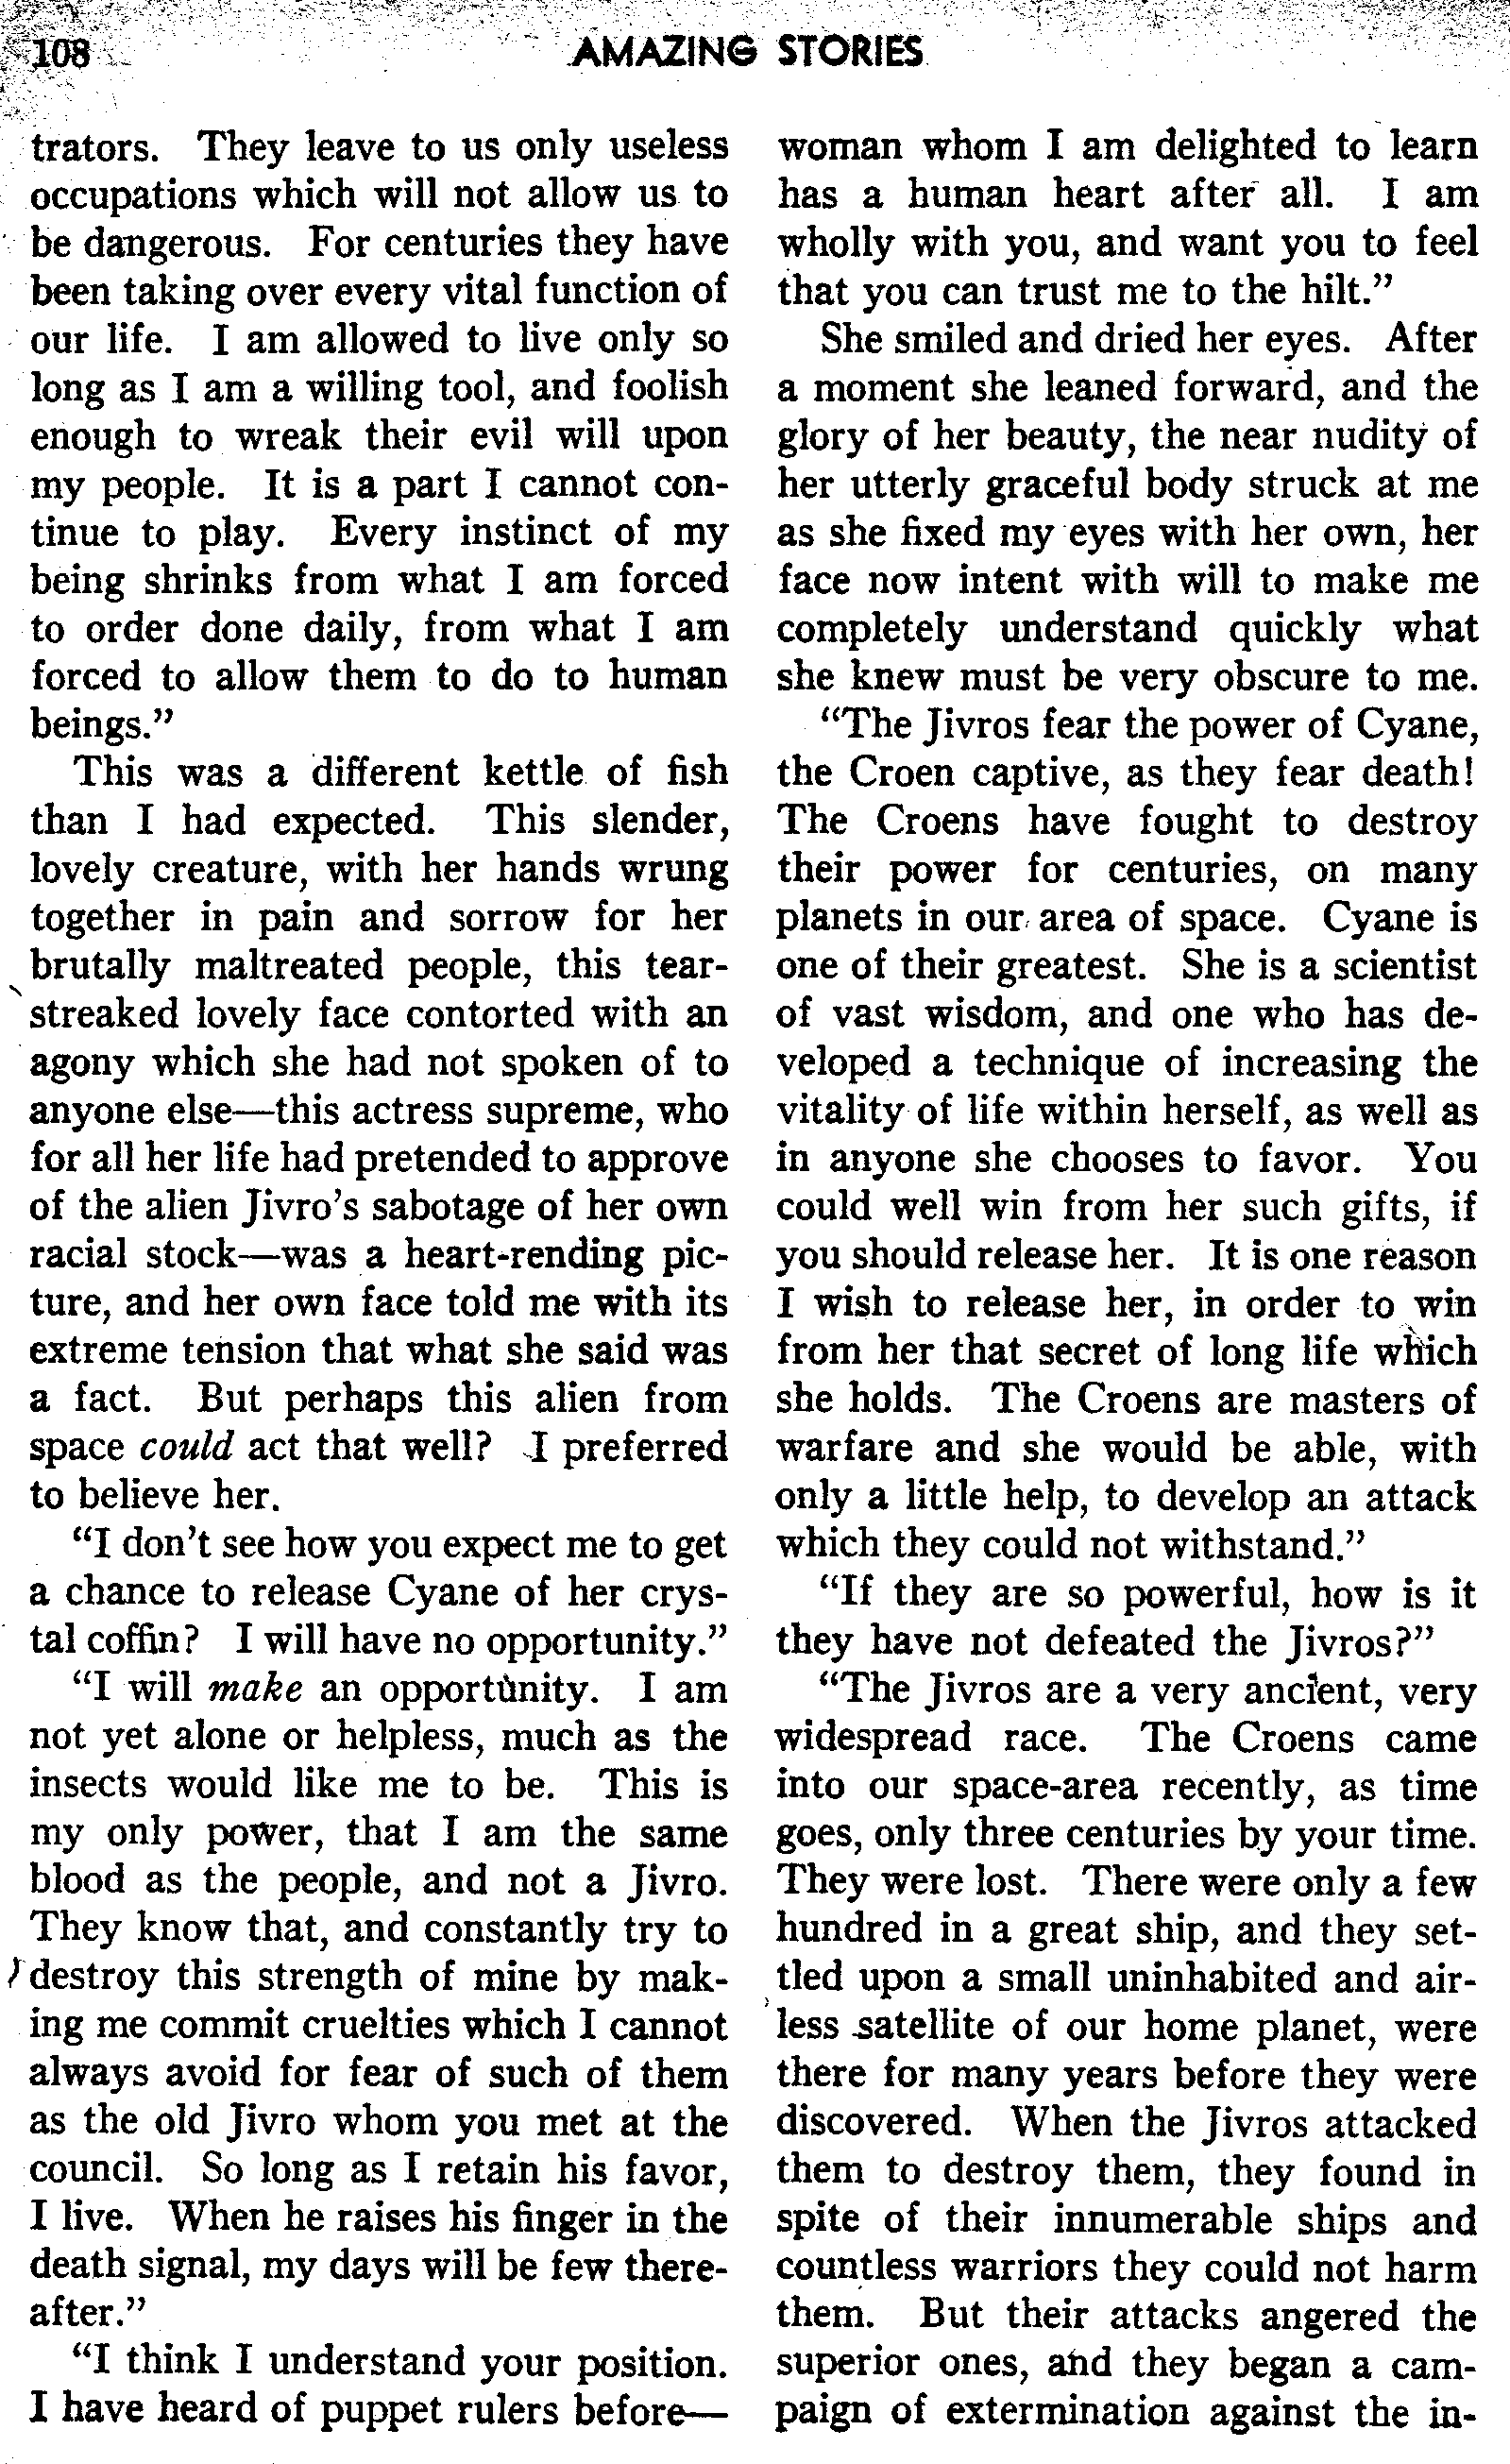 108
AMAZING STORIES
trators. They leave to us only useless
occupations which will not allow us to
be dangerous. For centuries they have
been taking over every vital function of
our life. I am allowed to live only so
long as I am a willing tool, and foolish
enough to wreak their evil will upon
my people. It is a part I cannot con-
tinue to play. Every instinct of my
being shrinks from what I am forced
to order done daily, from what I am
forced to allow them to do to human
beings."
This was a different kettle of fish
than I had expected. This slender,
lovely creature, with her hands wrung
together in pain and sorrow for her
brutally maltreated people, this tear-
streaked lovely face contorted with an
agony which she had not spoken of to
anyone else—this actress supreme, who
for all her life had pretended to approve
of the alien Jivro's sabotage of her own
racial stock—was a heart-rending pic-
ture, and her own face told me with its
extreme tension that what she said was
a fact. But perhaps this alien from
space could act that well? I preferred
to believe her.
"I don't see how you expect me to get
a chance to release Cyane of her crys-
tal coffin? I will have no opportunity."
"I will make an opportunity. I am
not yet alone or helpless, much as the
insects would like me to be. This is
my only power, that I am the same
blood as the people, and not a Jivro.
They know that, and constantly try to
destroy this strength of mine by mak-
ing me commit cruelties which I cannot
always avoid for fear of such of them
as the old Jivro whom you met at the
council. So long as I retain his favor,
I live. When he raises his finger in the
death signal, my days will be few there-
after."
"I think I understand your position.
I have heard of puppet rulers before—
woman whom I am delighted to learn
has a human heart after all. I am
wholly with you, and want you to feel
that you can trust me to the hilt."
She smiled and dried her eyes. After
a moment she leaned forward, and the
glory of her beauty, the near nudity of
her utterly graceful body struck at me
as she fixed my eyes with her own, her
face now intent with will to make me
completely understand quickly what
she knew must be very obscure to me.
"The Jivros fear the power of Cyane,
the Croen captive, as they fear death!
The Croens have fought to destroy
their power for centuries, on many
planets in our area of space. Cyane is
one of their greatest. She is a scientist
of vast wisdom, and one who has de-
veloped a technique of increasing the
vitality of life within herself, as well as
in anyone she chooses to favor. You
could well win from her such gifts, if
you should release her. It is one reason
I wish to release her, in order to win
from her that secret of long life which
she holds. The Croens are masters of
warfare and she would be able, with
only a little help, to develop an attack
which they could not withstand."
"If they are so powerful, how is it
they have not defeated the Jivros?"
"The Jivros are a very ancient, very
widespread race. The Croens came
into our space-area recently, as time
goes, only three centuries by your time.
They were lost. There were only a few
hundred in a great ship, and they set-
tled upon a small uninhabited and air-
less satellite of our home planet, were
there for many years before they were
discovered. When the Jivros attacked
them to destroy them, they found in
spite of their innumerable ships and
countless warriors they could not harm
them. But their attacks angered the
superior ones, and they began a cam-
paign of extermination against the in-